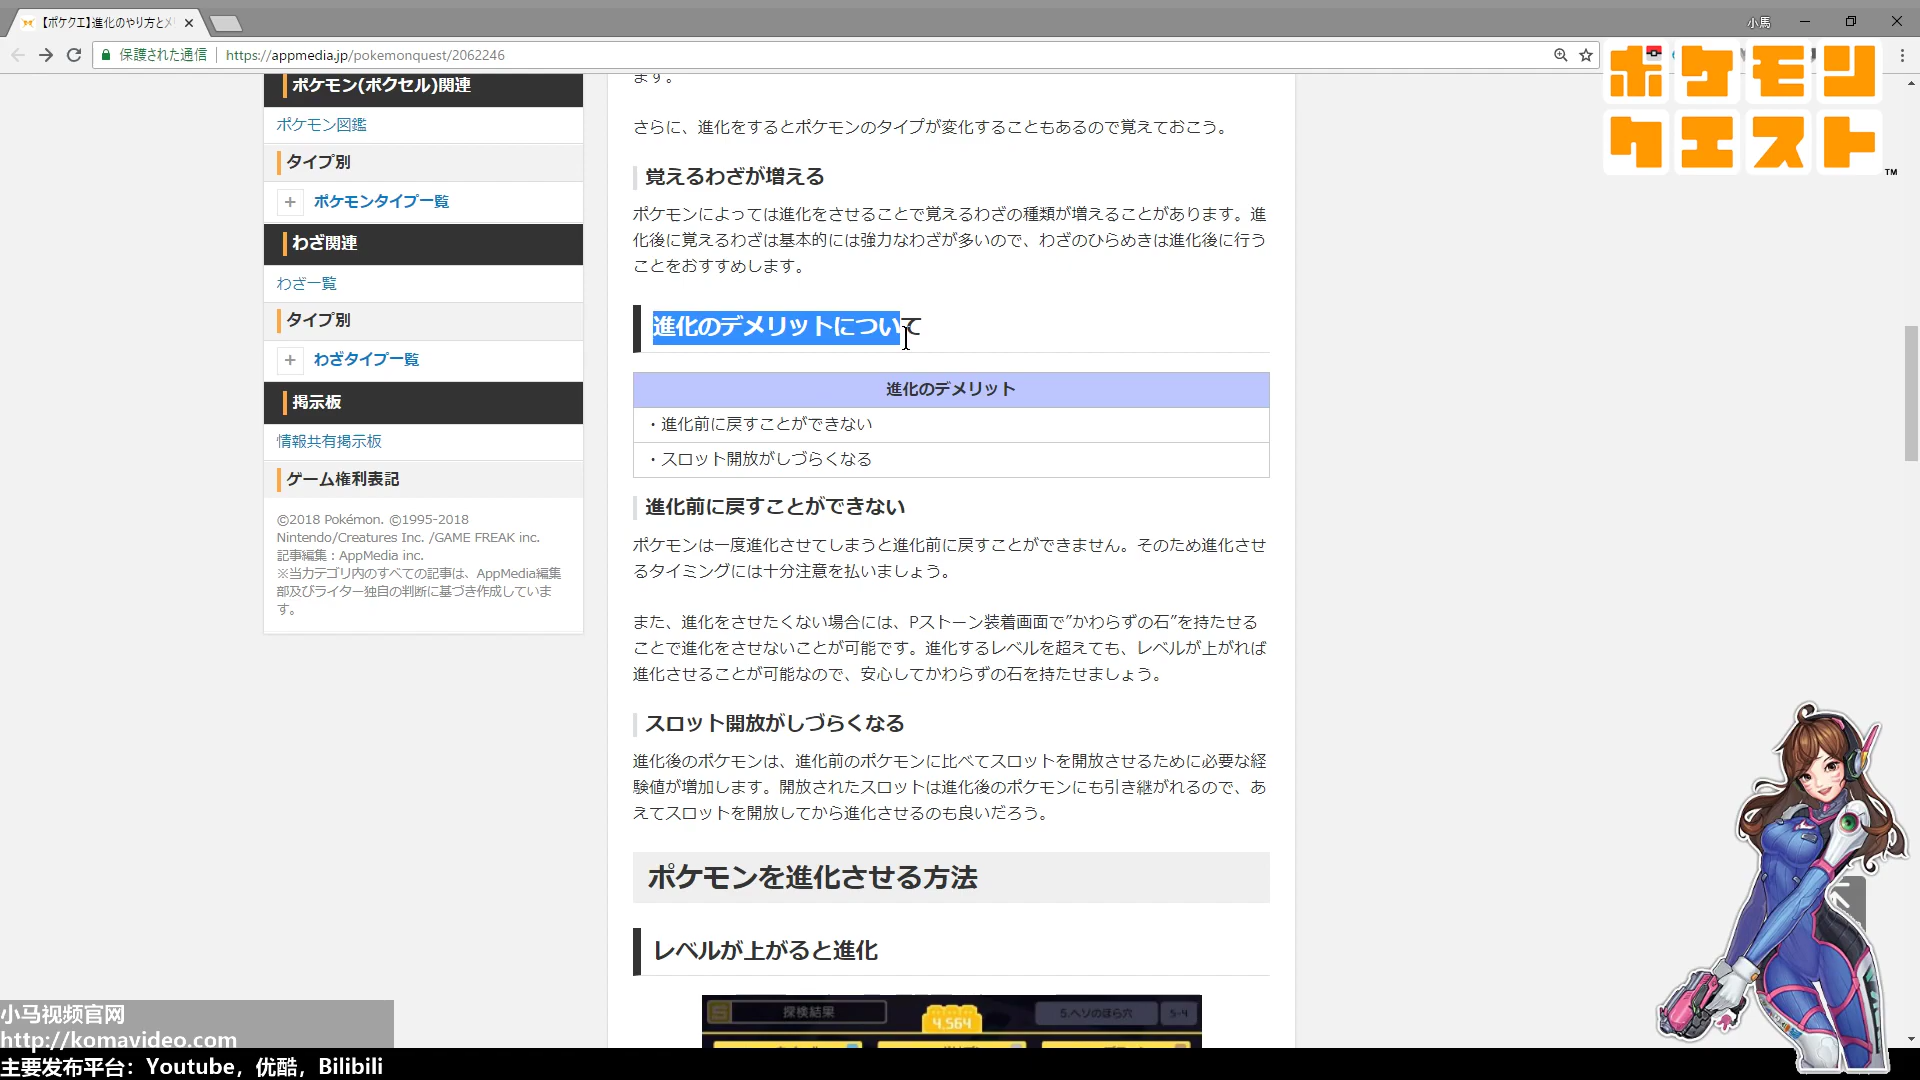 【ポケクエ】進化のやり方とメ
小馬
保護された通信
https://appmedia.jp/pokemonquest/2062246
ポケモン
クエスト
TM
ポケモン(ポクセル)関連
ポケモン図鑑
タイプ別
+ ポケモンタイプ一覧
わざ関連
わざ一覧
タイプ別
+ わざタイプ一覧
掲示板
情報共有掲示板
ゲーム権利表記
©2018 Pokémon. ©1995-2018
Nintendo/Creatures Inc. /GAME FREAK inc.
記事編集：AppMedia inc.
※当カテゴリ内のすべての記事は、AppMedia編集
部及びライター独自の判断に基づき作成していま
す。
ます。
さらに、進化をするとポケモンのタイプが変化することもあるので覚えておこう。
覚えるわざが増える
ポケモンによっては進化をさせることで覚えるわざの種類が増えることがあります。進
化後に覚えるわざは基本的には強力なわざが多いので、わざのひらめきは進化後に行う
ことをおすすめします。
進化のデメリットについて
進化のデメリット
・進化前に戻すことができない
・スロット開放がしづらくなる
進化前に戻すことができない
ポケモンは一度進化させてしまうと進化前に戻すことができません。そのため進化させ
るタイミングには十分注意を払いましょう。
また、進化をさせたくない場合には、Pストーン装着画面で”かわらずの石”を持たせる
ことで進化をさせないことが可能です。進化するレベルを超えても、レベルが上がれば
進化させることが可能なので、安心してかわらずの石を持たせましょう。
スロット開放がしづらくなる
進化後のポケモンは、進化前のポケモンに比べてスロットを開放させるために必要な経
験値が増加します。開放されたスロットは進化後のポケモンにも引き継がれるので、あ
えてスロットを開放してから進化させるのも良いだろう。
ポケモンを進化させる方法
レベルが上がると進化
探検結果
4,564
5.ヘソのほら穴
5-4
小马视频官网
http://komavideo.com
主要发布平台：Youtube，优酷，Bilibili